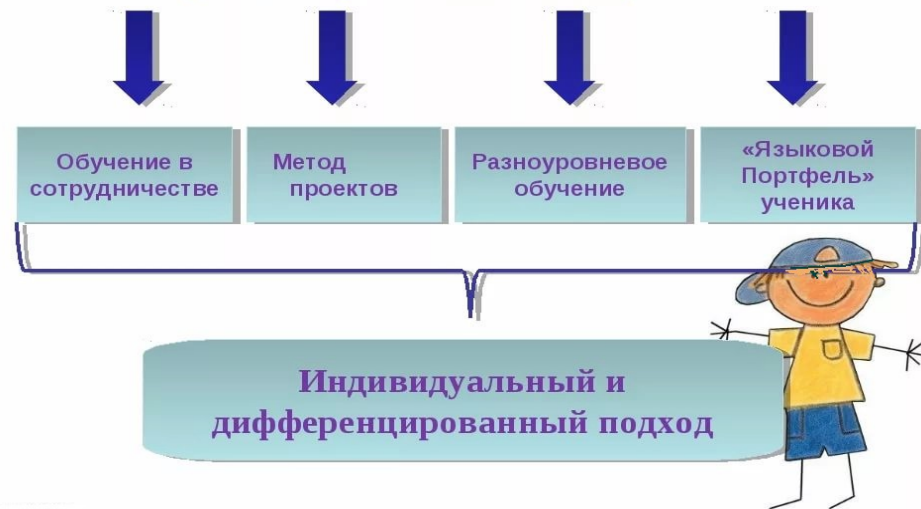 Обучение в
сотрудничестве
Метод
проектов
Разноуровневое
обучение
«Языковой
Портфель»
ученика
Индивидуальный и
дифференцированный подход